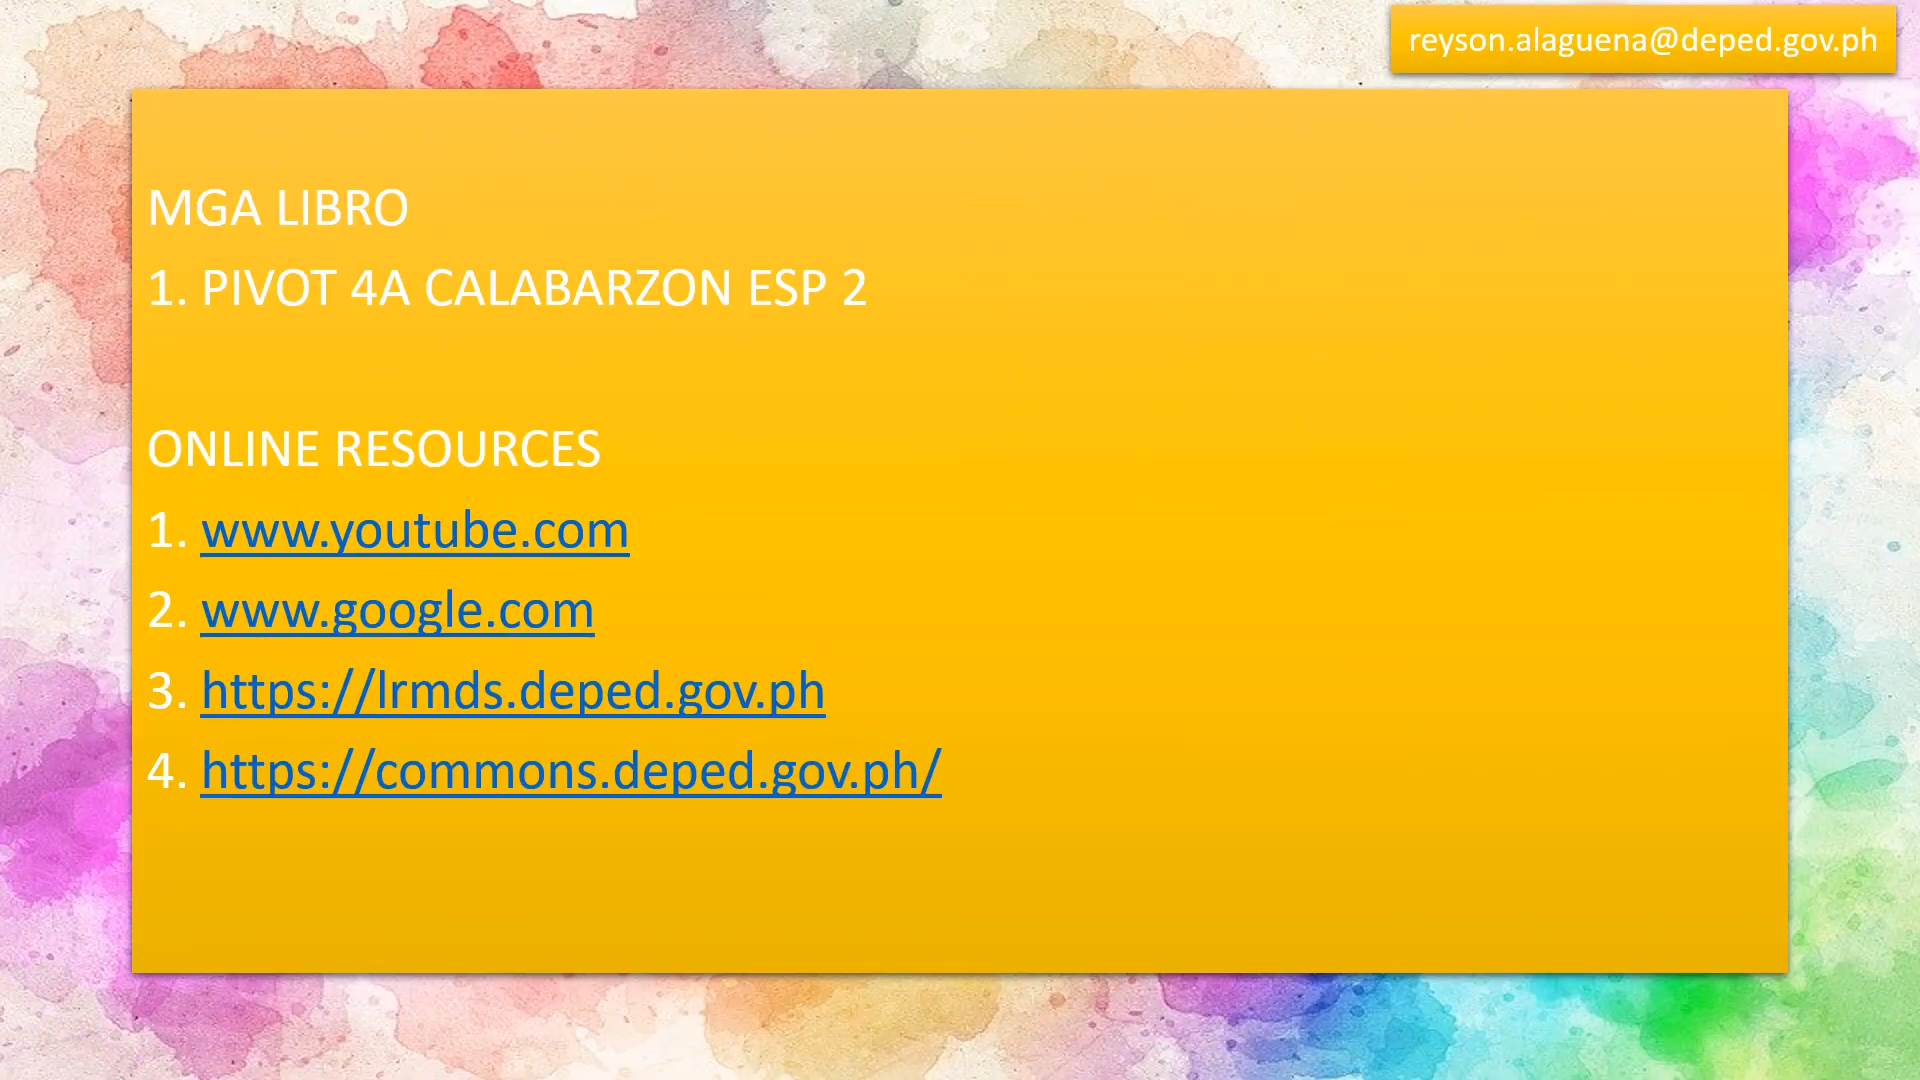 reyson.alaguena@deped.gov.ph
MGA LIBRO
1. PIVOT 4A CALABARZON ESP 2
ONLINE RESOURCES
1. www.youtube.com
2. www.google.com
3. https://lrmds.deped.gov.ph
4. https://commons.deped.gov.ph/